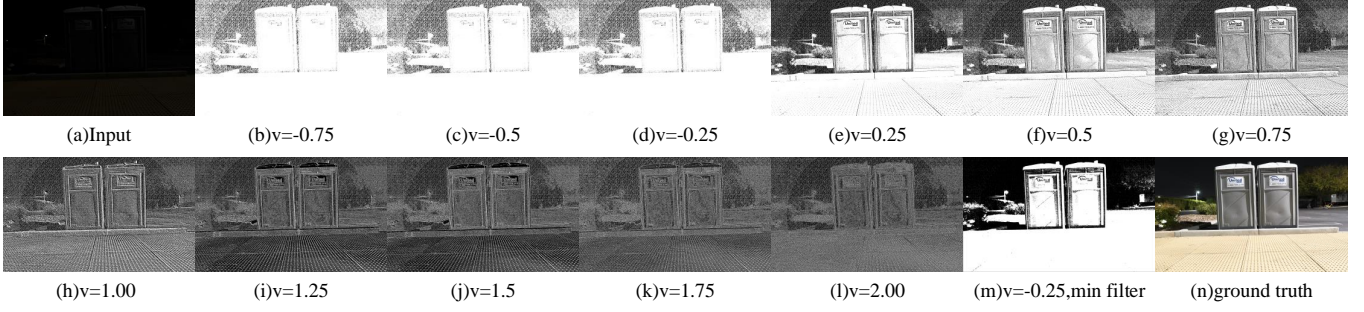 (a)Input
(b)v=-0.75
(c)v=-0.5
(d)v=-0.25
(e)v=0.25
(f)v=0.5
(g)v=0.75
(h)v=1.00
(i)v=1.25
(j)v=1.5
(k)v=1.75
(l)v=2.00
(m)v=-0.25,min filter
(n)ground truth